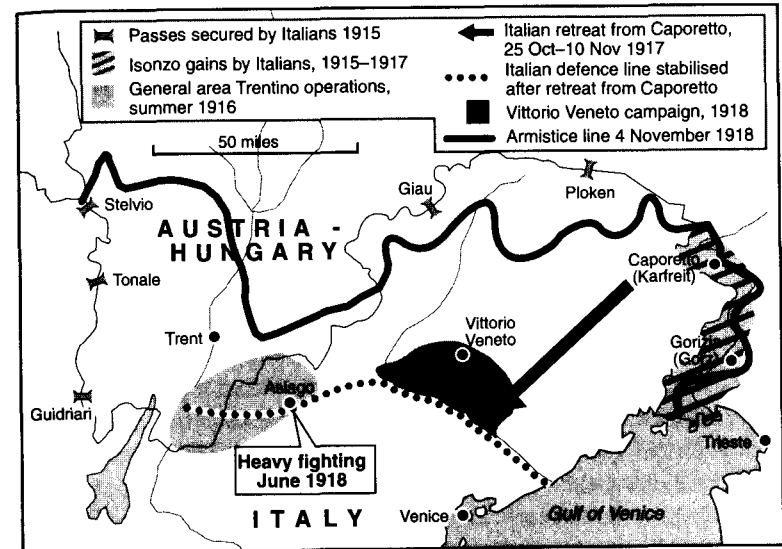 Passes secured by Italians 1915
Isonzo gains by Italians, 1915–1917
General area Trentino operations,
summer 1916
Italian retreat from Caporetto,
25 Oct–10 Nov 1917
Italian defence line stabilised
after retreat from Caporetto
Vittorio Veneto campaign, 1918
Armistice line 4 November 1918
50 miles
Stelvio
Giau
Ploken
AUSTRIA -
HUNGARY
Tonale
Caporetto
(Karfreit)
Trent
Vittorio
Veneto
Gorizia
(Gorz)
Guidriari
Asiago
Trieste
Heavy fighting
June 1918
ITALY
Venice
Gulf of Venice